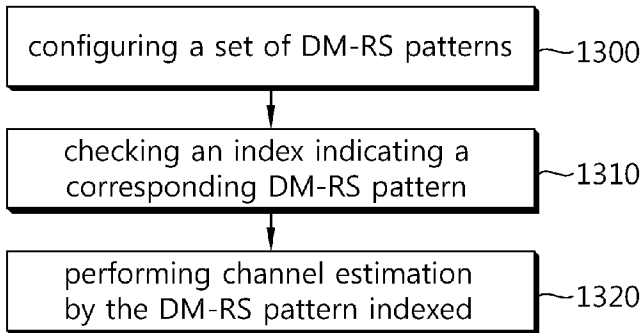 configuring a set of DM-RS patterns
1300
checking an index indicating a
corresponding DM-RS pattern
1310
performing channel estimation
by the DM-RS pattern indexed
1320